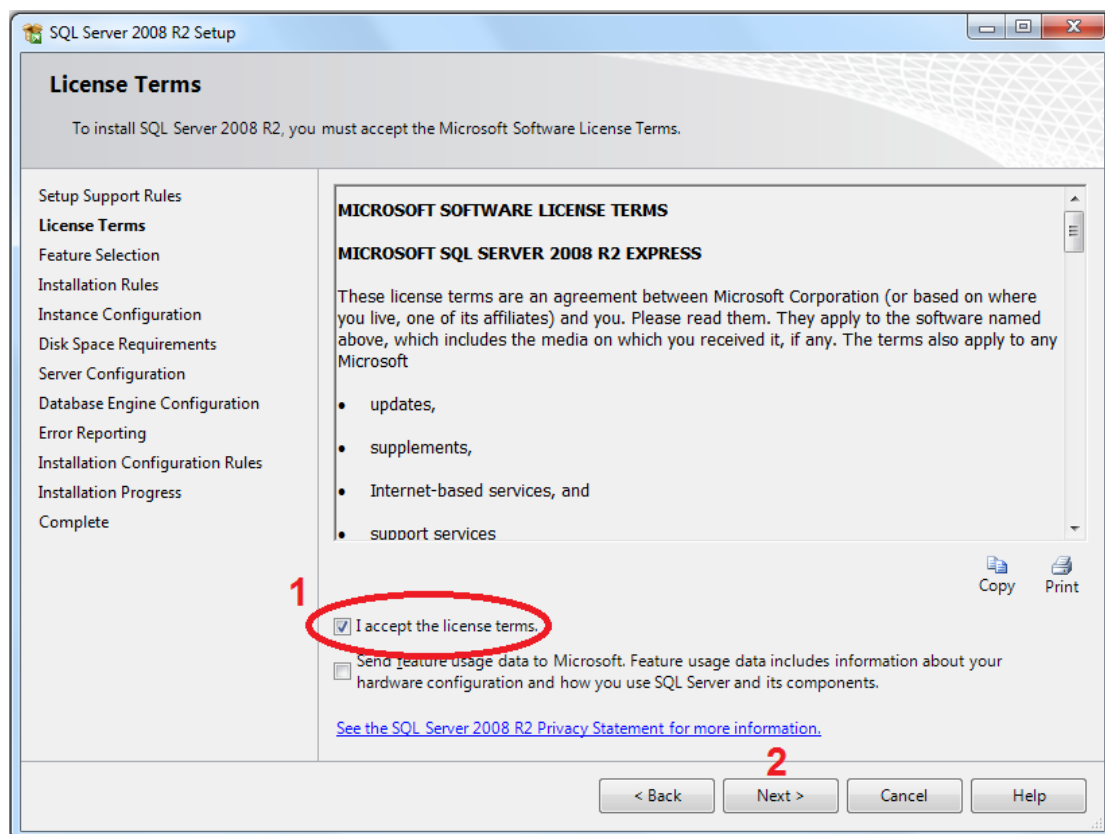 SQL Server 2008 R2 Setup
License Terms
To install SQL Server 2008 R2, you must accept the Microsoft Software License Terms.
Setup Support Rules
License Terms
Feature Selection
Installation Rules
Instance Configuration
Disk Space Requirements
Server Configuration
Database Engine Configuration
Error Reporting
Installation Configuration Rules
Installation Progress
Complete
MICROSOFT SOFTWARE LICENSE TERMS
MICROSOFT SQL SERVER 2008 R2 EXPRESS
These license terms are an agreement between Microsoft Corporation (or based on where
you live, one of its affiliates) and you. Please read them. They apply to the software named
above, which includes the media on which you received it, if any. The terms also apply to any
Microsoft
• updates,
• supplements,
• Internet-based services, and
• support services
Copy Print
1
I accept the license terms.
Send feature usage data to Microsoft. Feature usage data includes information about your
hardware configuration and how you use SQL Server and its components.
See the SQL Server 2008 R2 Privacy Statement for more information.
2
< Back Next > Cancel Help